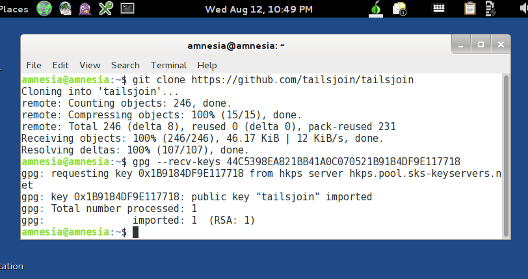 Places
Wed Aug 12, 10:49 PM
amnesia@amnesia: ~
File Edit View Search Terminal Help
amnesia@amnesia:~$ git clone https://github.com/tailsjoin/tailsjoin
Cloning into 'tailsjoin'...
remote: Counting objects: 246, done.
remote: Compressing objects: 100% (15/15), done.
remote: Total 246 (delta 8), reused 0 (delta 0), pack-reused 231
Receiving objects: 100% (246/246), 46.17 KiB | 12 KiB/s, done.
Resolving deltas: 100% (107/107), done.
amnesia@amnesia:~$ gpg --recv-keys 44C5398EA821BB41A0C070521B9184DF9E117718
gpg: requesting key 0x1B9184DF9E117718 from hkps server hkps.pool.sks-keyservers.n
et
gpg: key 0x1B9184DF9E117718: public key "tailsjoin" imported
gpg: Total number processed: 1
gpg: imported: 1 (RSA: 1)
amnesia@amnesia:~$
tation